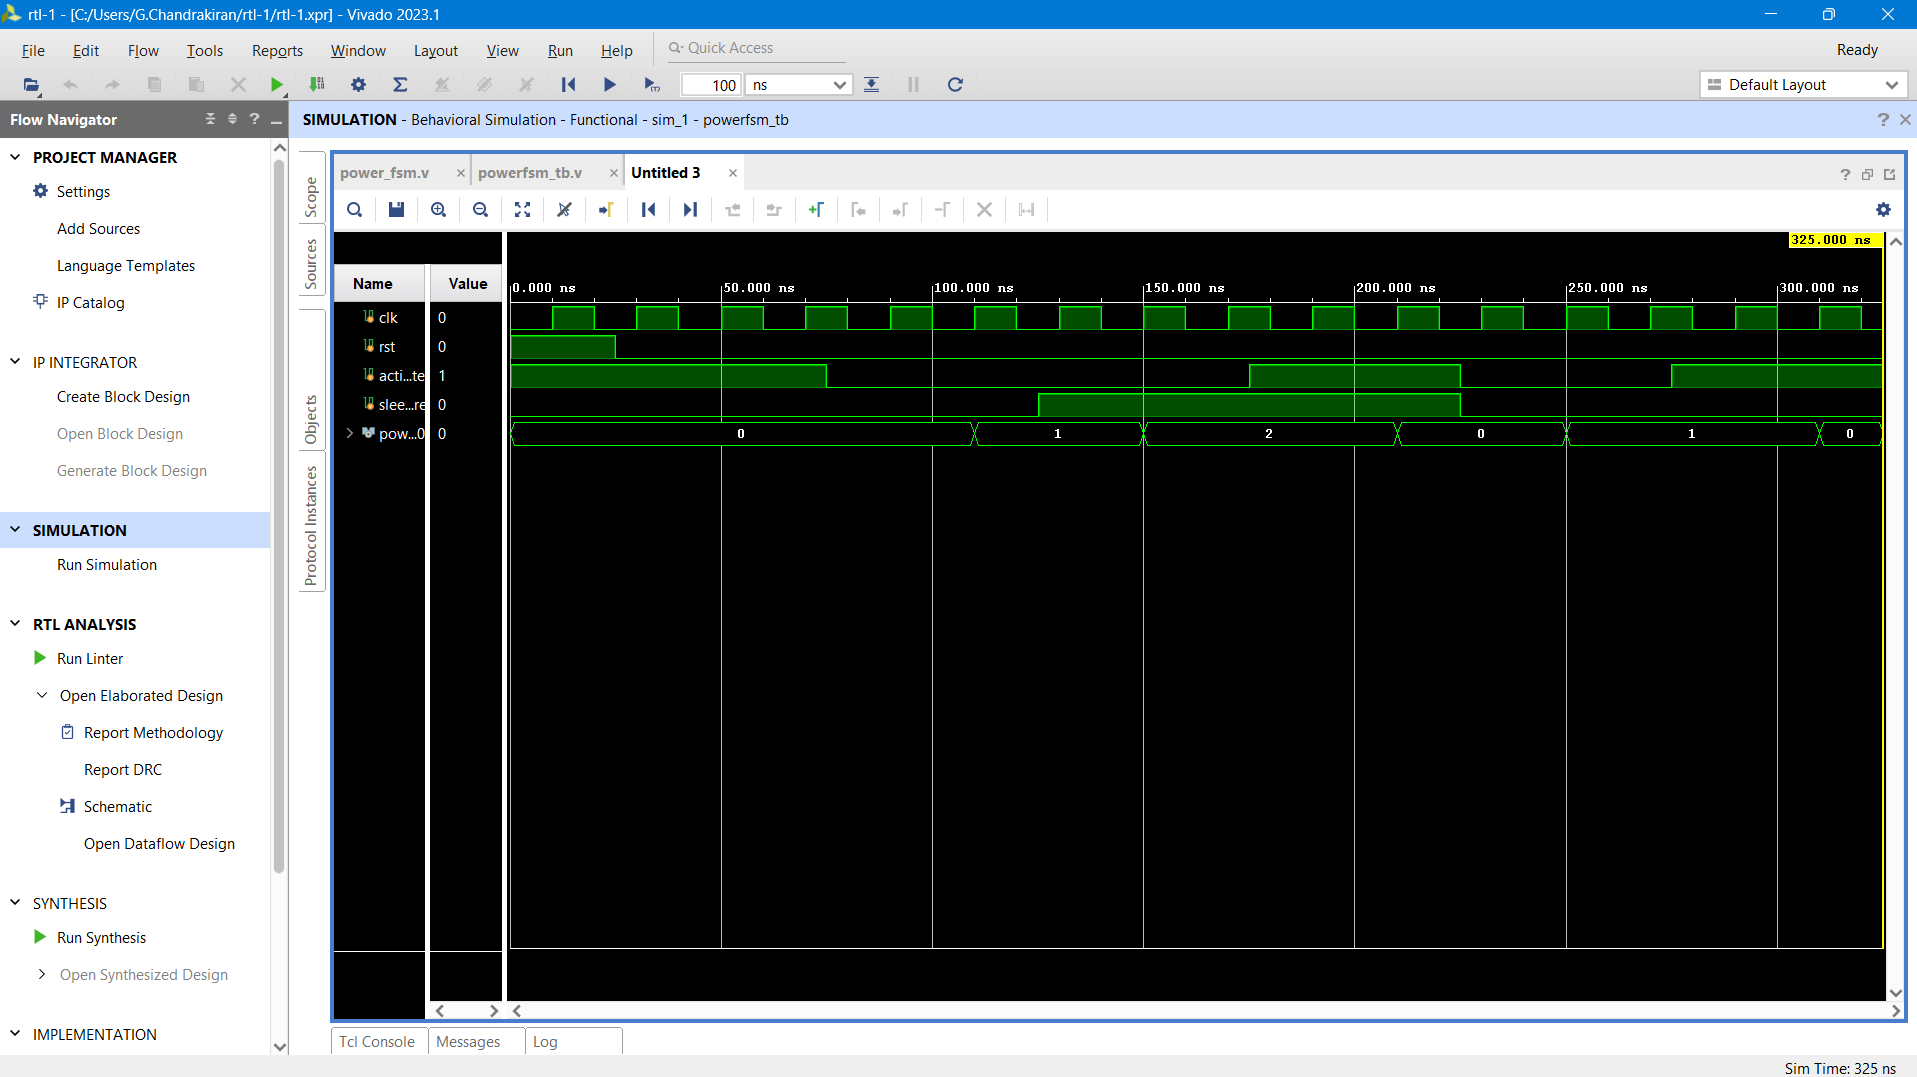 rtl-1 - [C:/Users/G.Chandrakiran/rtl-1/rtl-1.xpr] - Vivado 2023.1
File Edit Flow Tools Reports Window Layout View Run Help Quick Access Ready
100 ns Default Layout
Flow Navigator
SIMULATION - Behavioral Simulation - Functional - sim_1 - powerfsm_tb
PROJECT MANAGER
Settings
Add Sources
Language Templates
IP Catalog
IP INTEGRATOR
Create Block Design
Open Block Design
Generate Block Design
SIMULATION
Run Simulation
RTL ANALYSIS
Run Linter
Open Elaborated Design
Report Methodology
Report DRC
Schematic
Open Dataflow Design
SYNTHESIS
Run Synthesis
Open Synthesized Design
IMPLEMENTATION
Scope
Sources
Objects
Protocol Instances
power_fsm.v powerfsm_tb.v Untitled 3
325.000 ns
Name Value
0.000 ns 50.000 ns 100.000 ns 150.000 ns 200.000 ns 250.000 ns 300.000 ns
clk 0
rst 0
acti...te 1
slee...re 0
pow...0 0 0 1 2 0 1 0
Tcl Console Messages Log
Sim Time: 325 ns